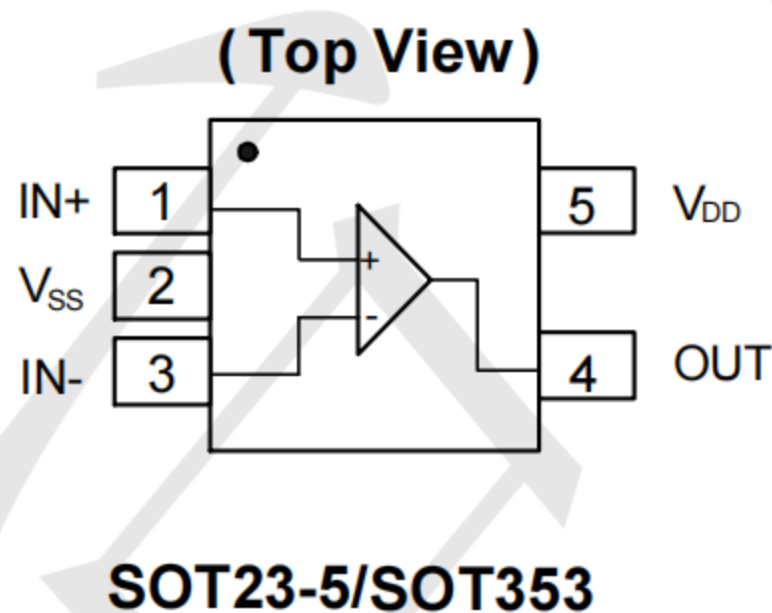 ( Top View )
IN+ 1 5 VDD
+
VSS 2
-
IN- 3 4 OUT
SOT23-5/SOT353